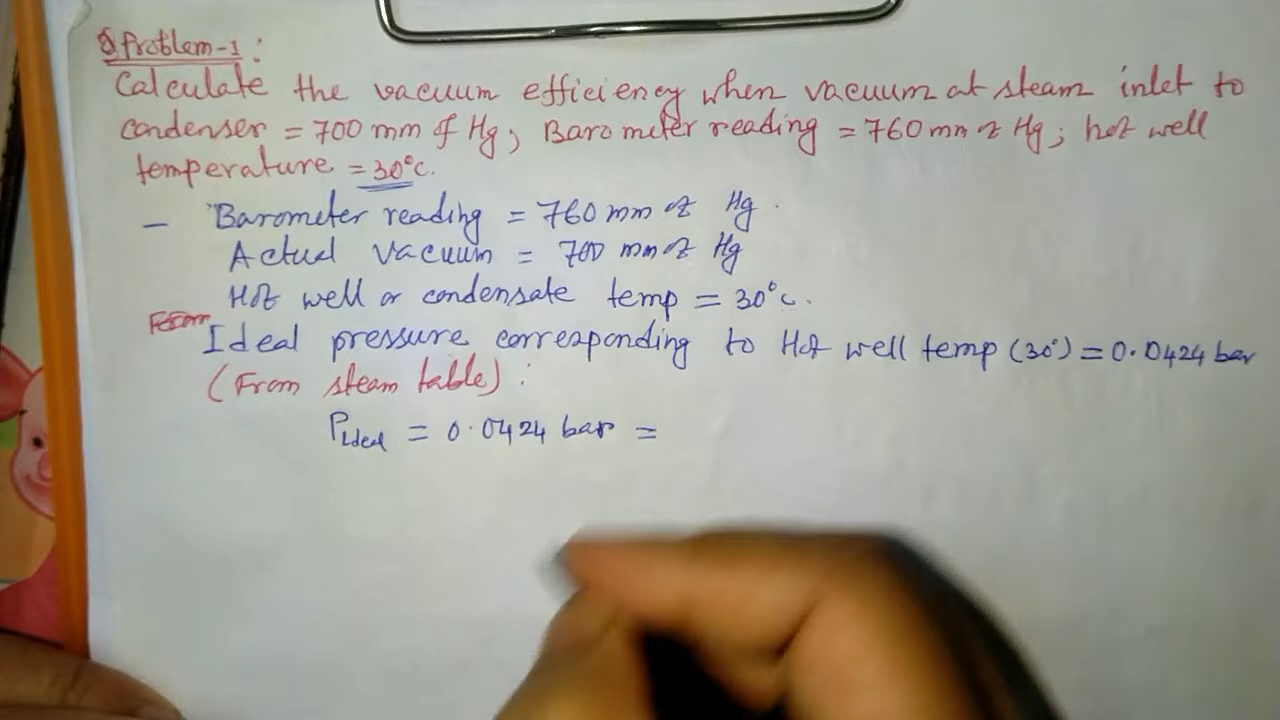 Problem-1:
Calculate the vacuum efficiency when vacuum at steam inlet to
condenser = 700 mm of Hg; Barometer reading = 760 mm of Hg; hot well
temperature = 30°c.
- Barometer reading = 760 mm of Hg.
Actual vacuum = 700 mm of Hg
Hot well or condensate temp = 30°c.
From
Ideal pressure corresponding to Hot well temp (30°) = 0.0424 bar
(From steam table):
Pideal = 0.0424 bar =